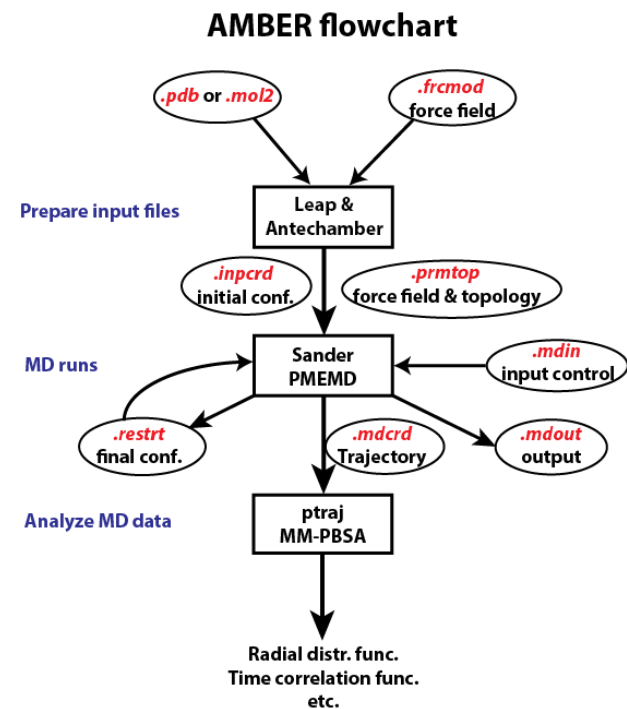 AMBER flowchart
.pdb or .mol2
.frcmod
force field
Prepare input files
Leap &
Antechamber
.inpcrd
initial conf.
.prmtop
force field & topology
MD runs
Sander
PMEMD
.mdin
input control
.restrt
final conf.
.mdcrd
Trajectory
.mdout
output
Analyze MD data
ptraj
MM-PBSA
Radial distr. func.
Time correlation func.
etc.